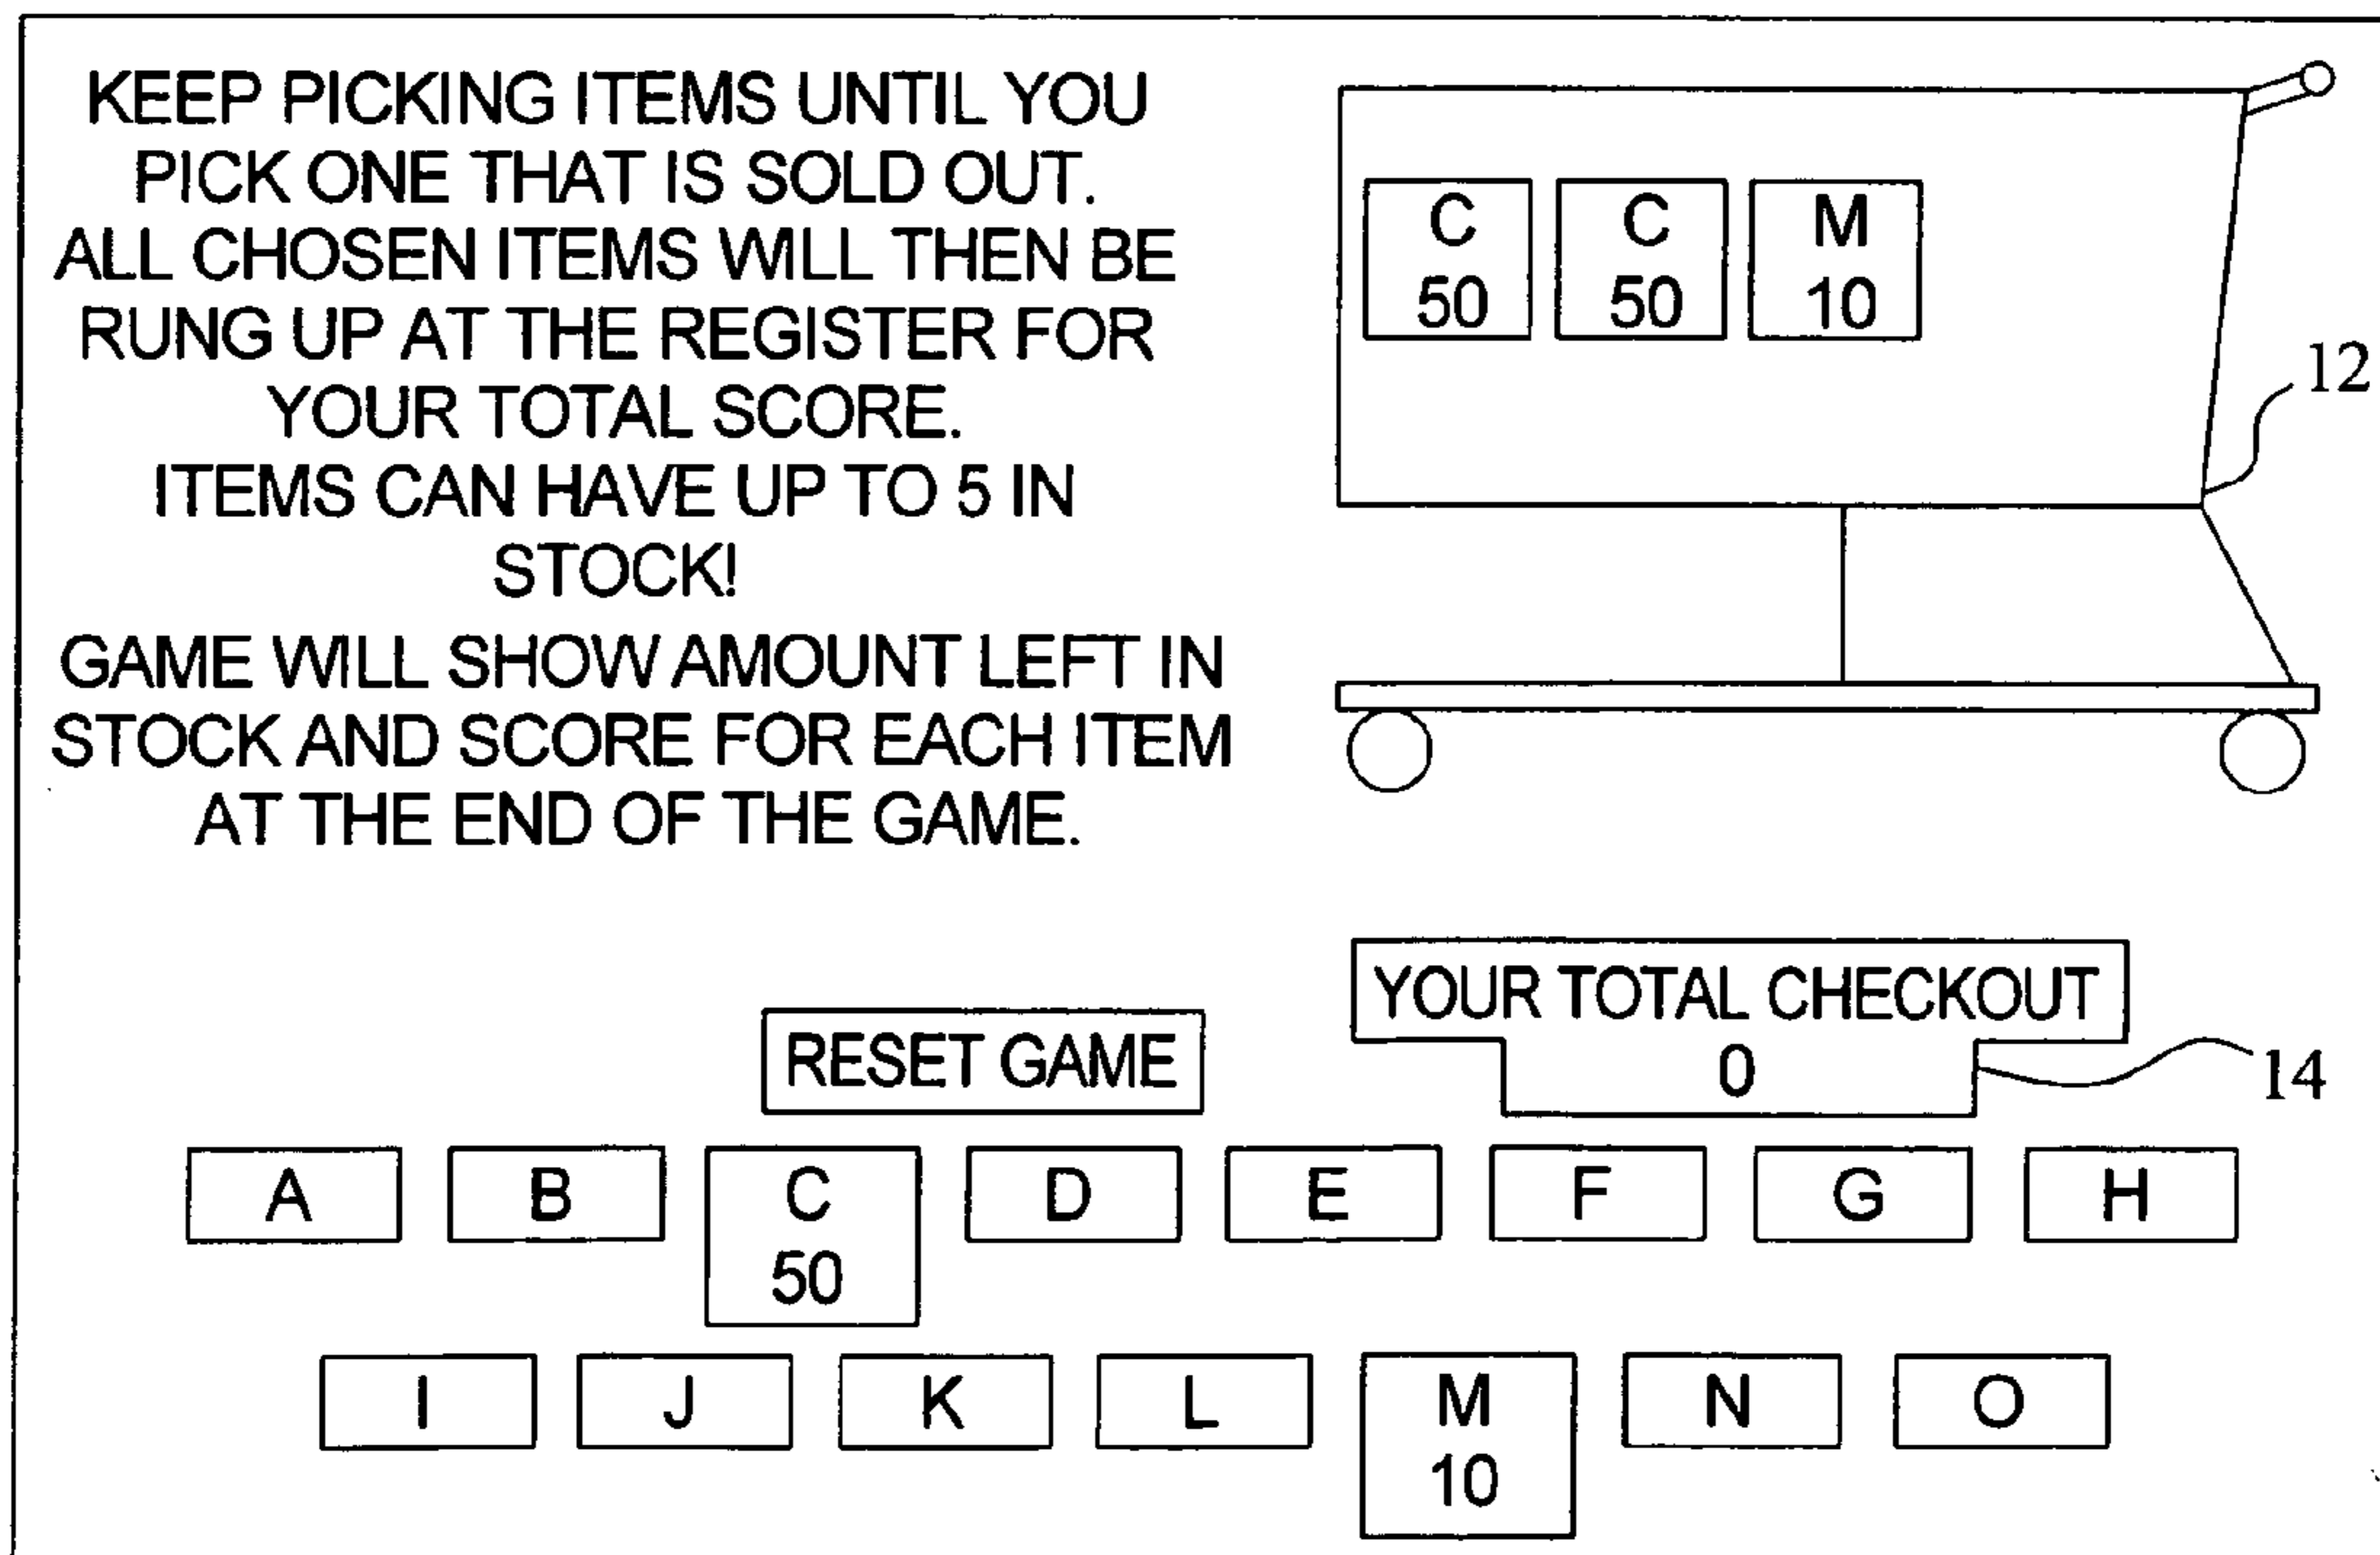 KEEP PICKING ITEMS UNTIL YOU
PICK ONE THAT IS SOLD OUT.
ALL CHOSEN ITEMS WILL THEN BE
RUNG UP AT THE REGISTER FOR
YOUR TOTAL SCORE.
ITEMS CAN HAVE UP TO 5 IN
STOCK!
GAME WILL SHOW AMOUNT LEFT IN
STOCK AND SCORE FOR EACH ITEM
AT THE END OF THE GAME.
C C M
50 50 10
12
YOUR TOTAL CHECKOUT
0
14
RESET GAME
A B C D E F G H
50
I J K L M N O
10